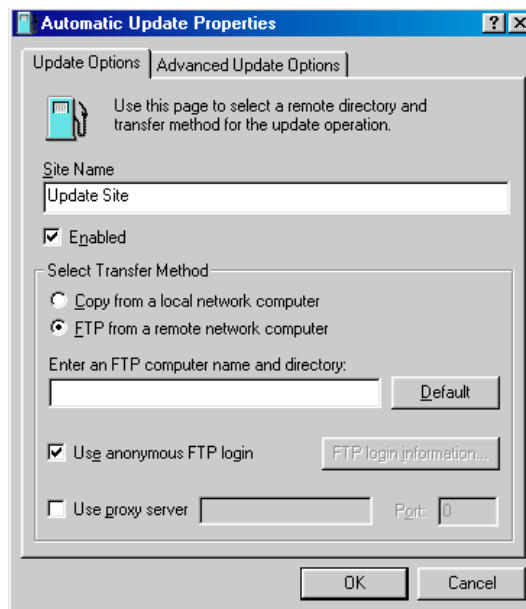 Automatic Update Properties
Update Options
Advanced Update Options
Use this page to select a remote directory and
transfer method for the update operation.
Site Name
Update Site
Enabled
Select Transfer Method
Copy from a local network computer
FTP from a remote network computer
Enter an FTP computer name and directory:
Default
Use anonymous FTP login
FTP login information...
Use proxy server
Port: 0
OK
Cancel